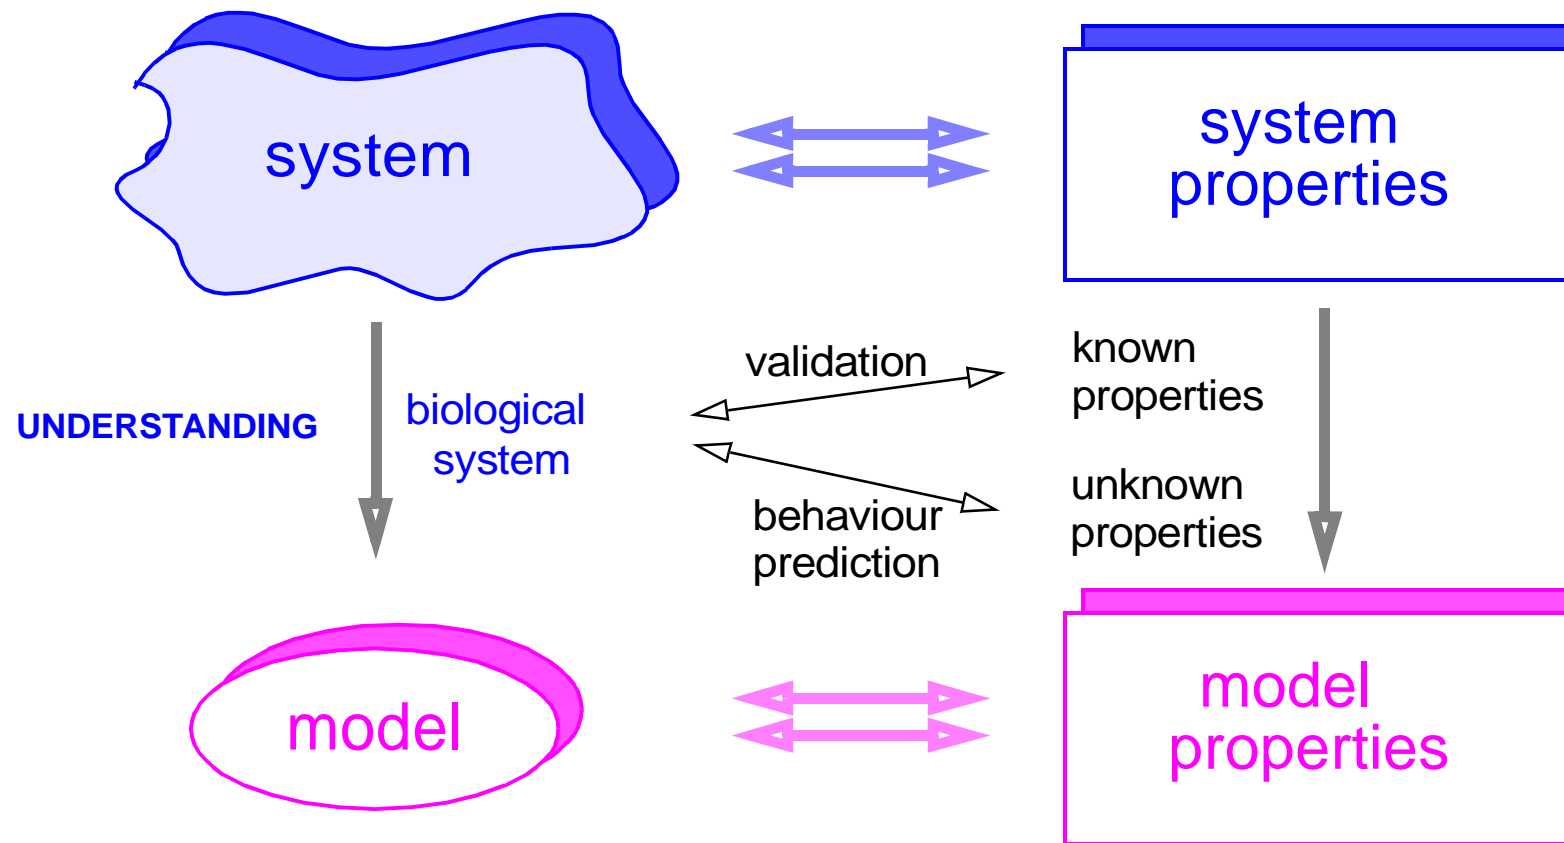 system
system
properties
validation
known
properties
UNDERSTANDING
biological
system
behaviour
prediction
unknown
properties
model
model
properties